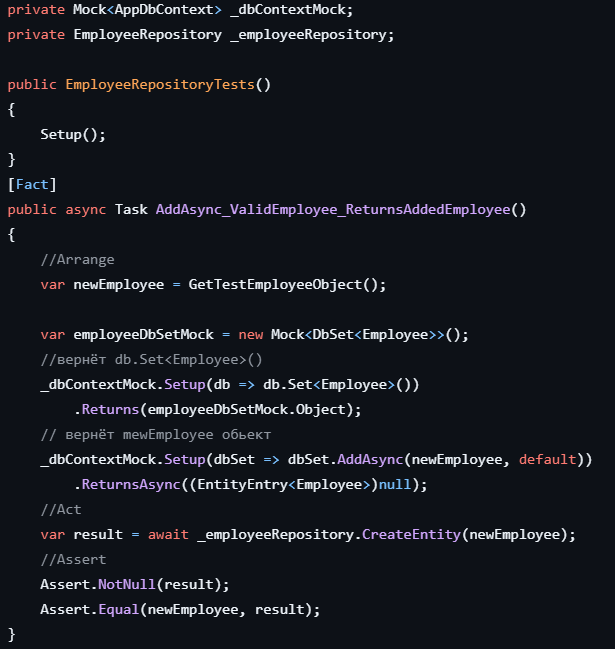 private Mock<AppDbContext> _dbContextMock;
private EmployeeRepository _employeeRepository;
public EmployeeRepositoryTests()
{
Setup();
}
[Fact]
public async Task AddAsync_ValidEmployee_ReturnsAddedEmployee()
{
//Arrange
var newEmployee = GetTestEmployeeObject();
var employeeDbSetMock = new Mock<DbSet<Employee>>();
//вернёт db.Set<Employee>()
_dbContextMock.Setup(db => db.Set<Employee>())
.Returns(employeeDbSetMock.Object);
// вернёт mewEmployee обьект
_dbContextMock.Setup(dbSet => dbSet.AddAsync(newEmployee, default))
.ReturnsAsync((EntityEntry<Employee>)null);
//Act
var result = await _employeeRepository.CreateEntity(newEmployee);
//Assert
Assert.NotNull(result);
Assert.Equal(newEmployee, result);
}